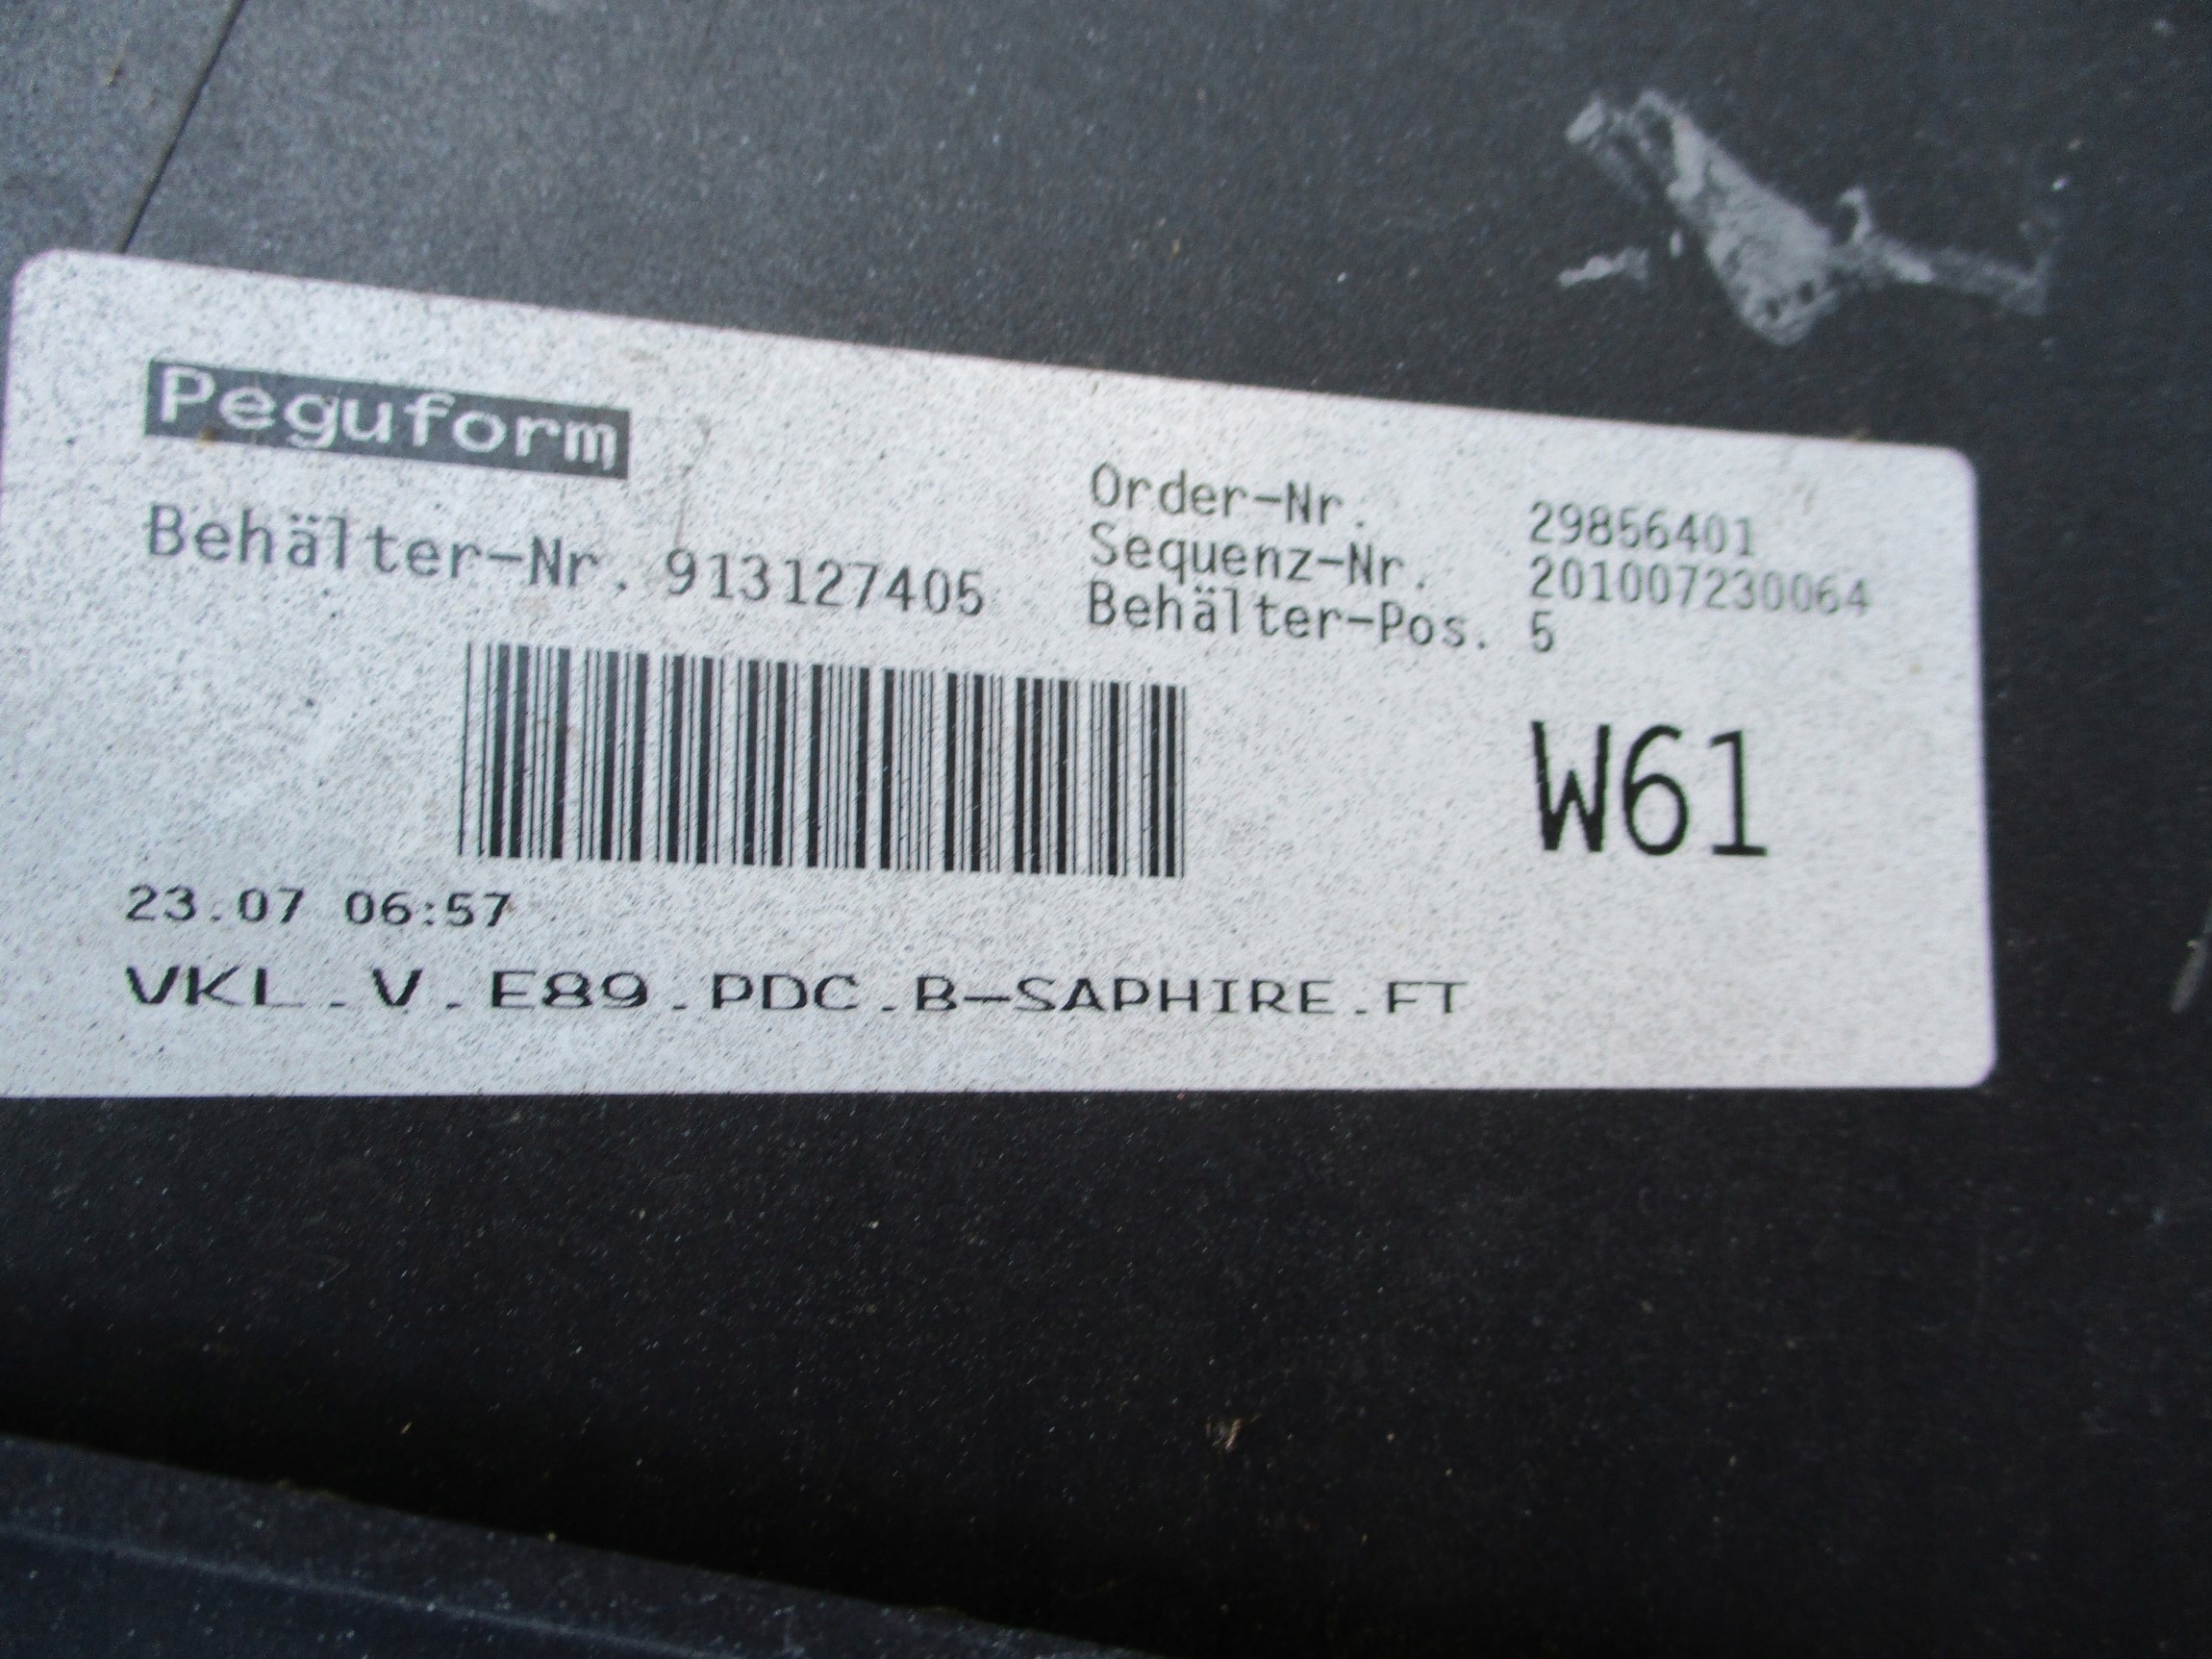 Peguform
Behälter-Nr. 913127405
Order-Nr. 29856401
Sequenz-Nr. 201007230064
Behälter-Pos. 5
W61
23.07 06:57
VKL.V.E89.PDC.B-SAPHIRE.FT